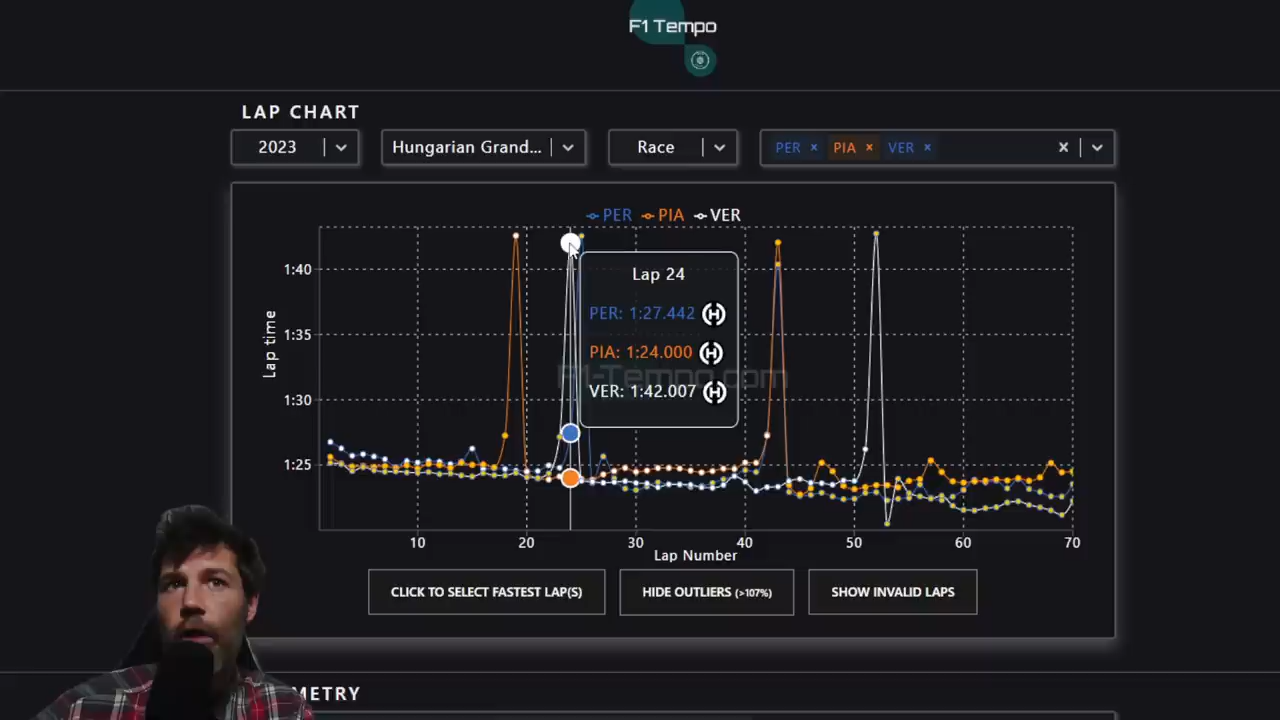 F1 Tempo
LAP CHART
2023
Hungarian Grand...
Race
PER × PIA × VER ×
PER PIA VER
1:40
1:35
1:30
1:25
Lap time
Lap 24
PER: 1:27.442 H
PIA: 1:24.000 H
VER: 1:42.007 H
F1-Tempo.com
10 20 30 40 50 60 70
Lap Number
CLICK TO SELECT FASTEST LAP(S)
HIDE OUTLIERS (>107%)
SHOW INVALID LAPS
METRY